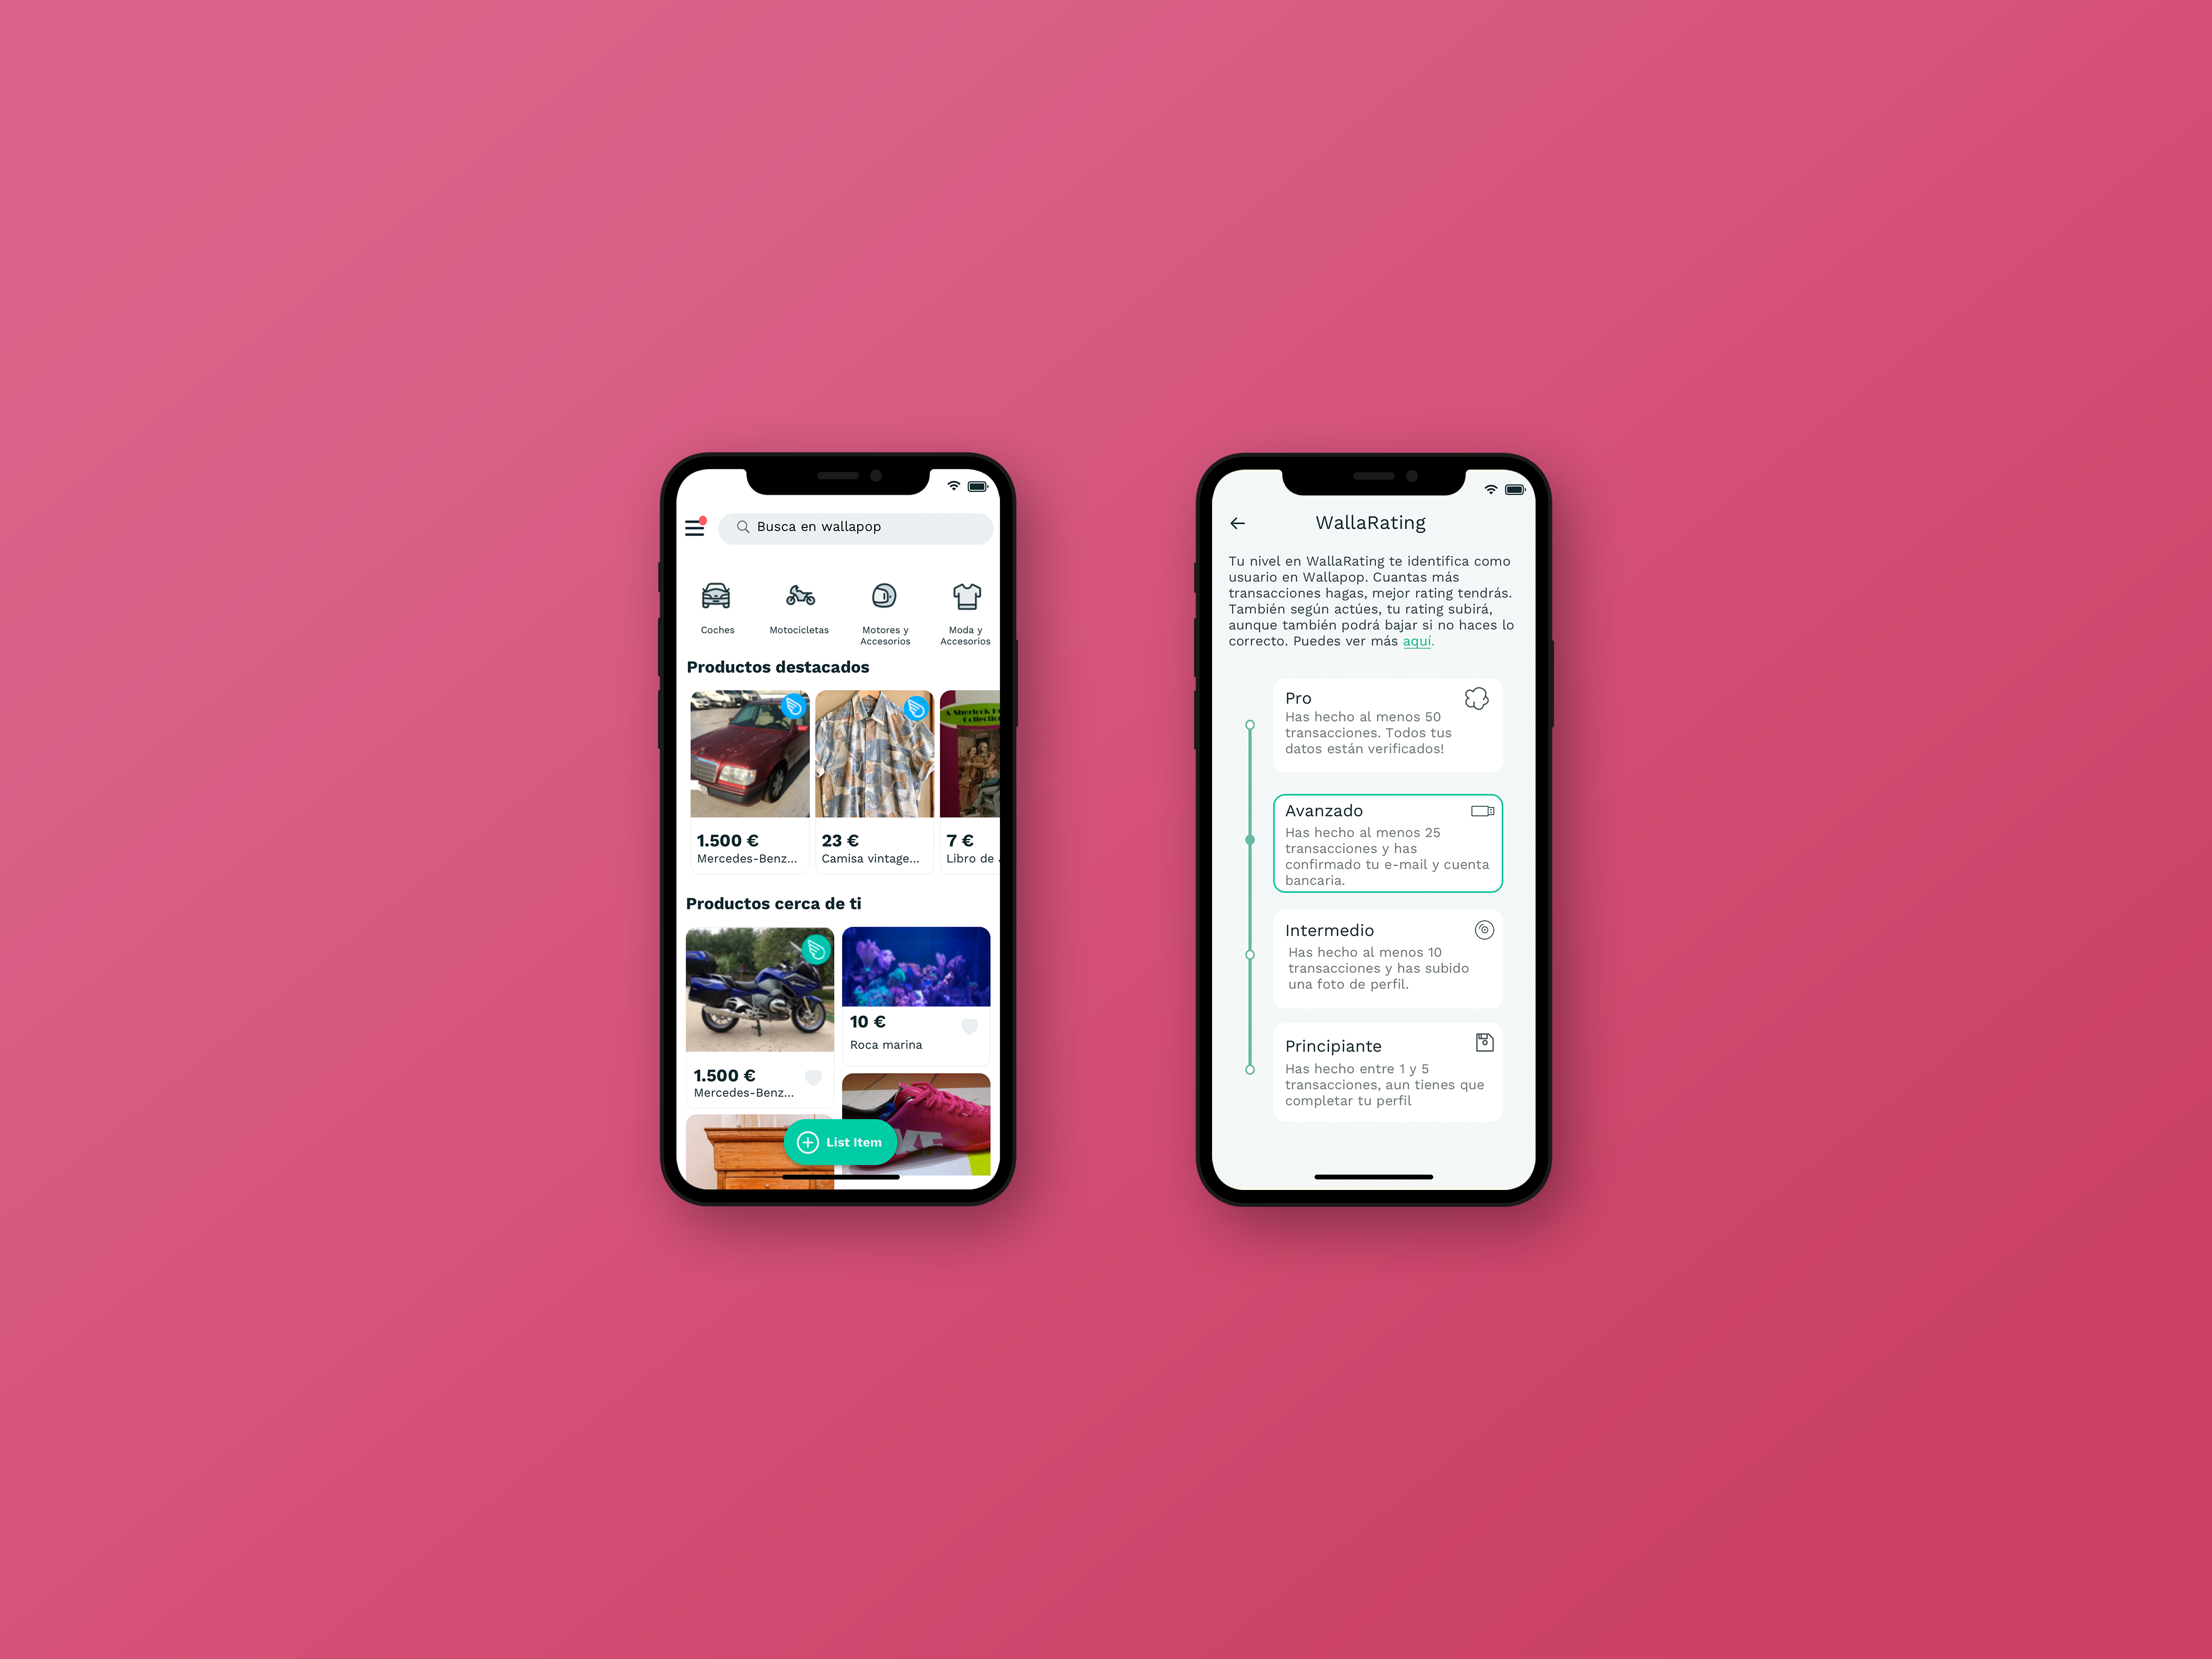 Busca en wallapop
Coches
Motocicletas
Motores y
Accesorios
Moda y
Accesorios
Productos destacados
A Sherlock
Collection
1.500 €
Mercedes-Benz...
23 €
Camisa vintage...
7 €
Libro de
Productos cerca de ti
1.500 €
Mercedes-Benz...
10 €
Roca marina
List Item
WallaRating
Tu nivel en WallaRating te identifica como
usuario en Wallapop. Cuantas más
transacciones hagas, mejor rating tendrás.
También según actúes, tu rating subirá,
aunque también podrá bajar si no haces lo
correcto. Puedes ver más aquí.
Pro
Has hecho al menos 50
transacciones. Todos tus
datos están verificados!
Avanzado
Has hecho al menos 25
transacciones y has
confirmado tu e-mail y cuenta
bancaria.
Intermedio
Has hecho al menos 10
transacciones y has subido
una foto de perfil.
Principiante
Has hecho entre 1 y 5
transacciones, aun tienes que
completar tu perfil